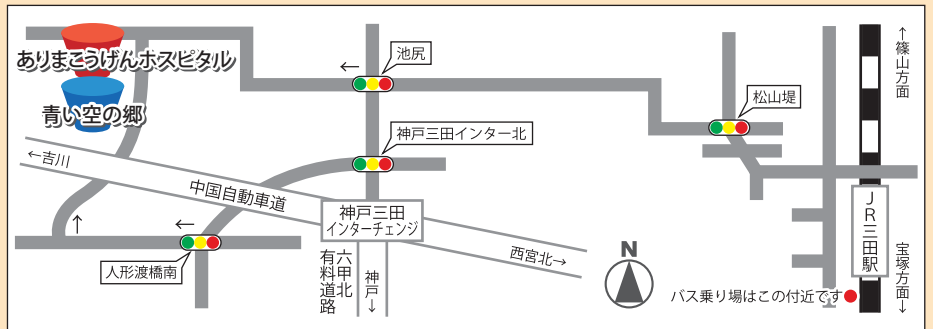 ありまこうげんホスピタル
青い空の郷
池尻
←
神戸三田インター北
松山堤
↑篠山方面
←吉川
中国自動車道
神戸三田
インターチェンジ
西宮北→
↑
←
人形渡橋南
六甲北
有料道路
神戸↓
N
JR三田駅
宝塚方面↓
バス乗り場はこの付近です